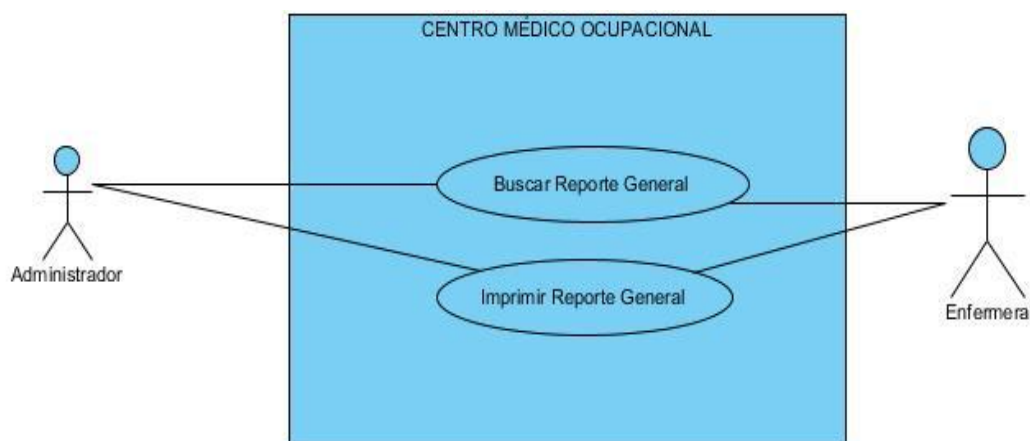 CENTRO MÉDICO OCUPACIONAL
Buscar Reporte General
Administrador
Imprimir Reporte General
Enfermera